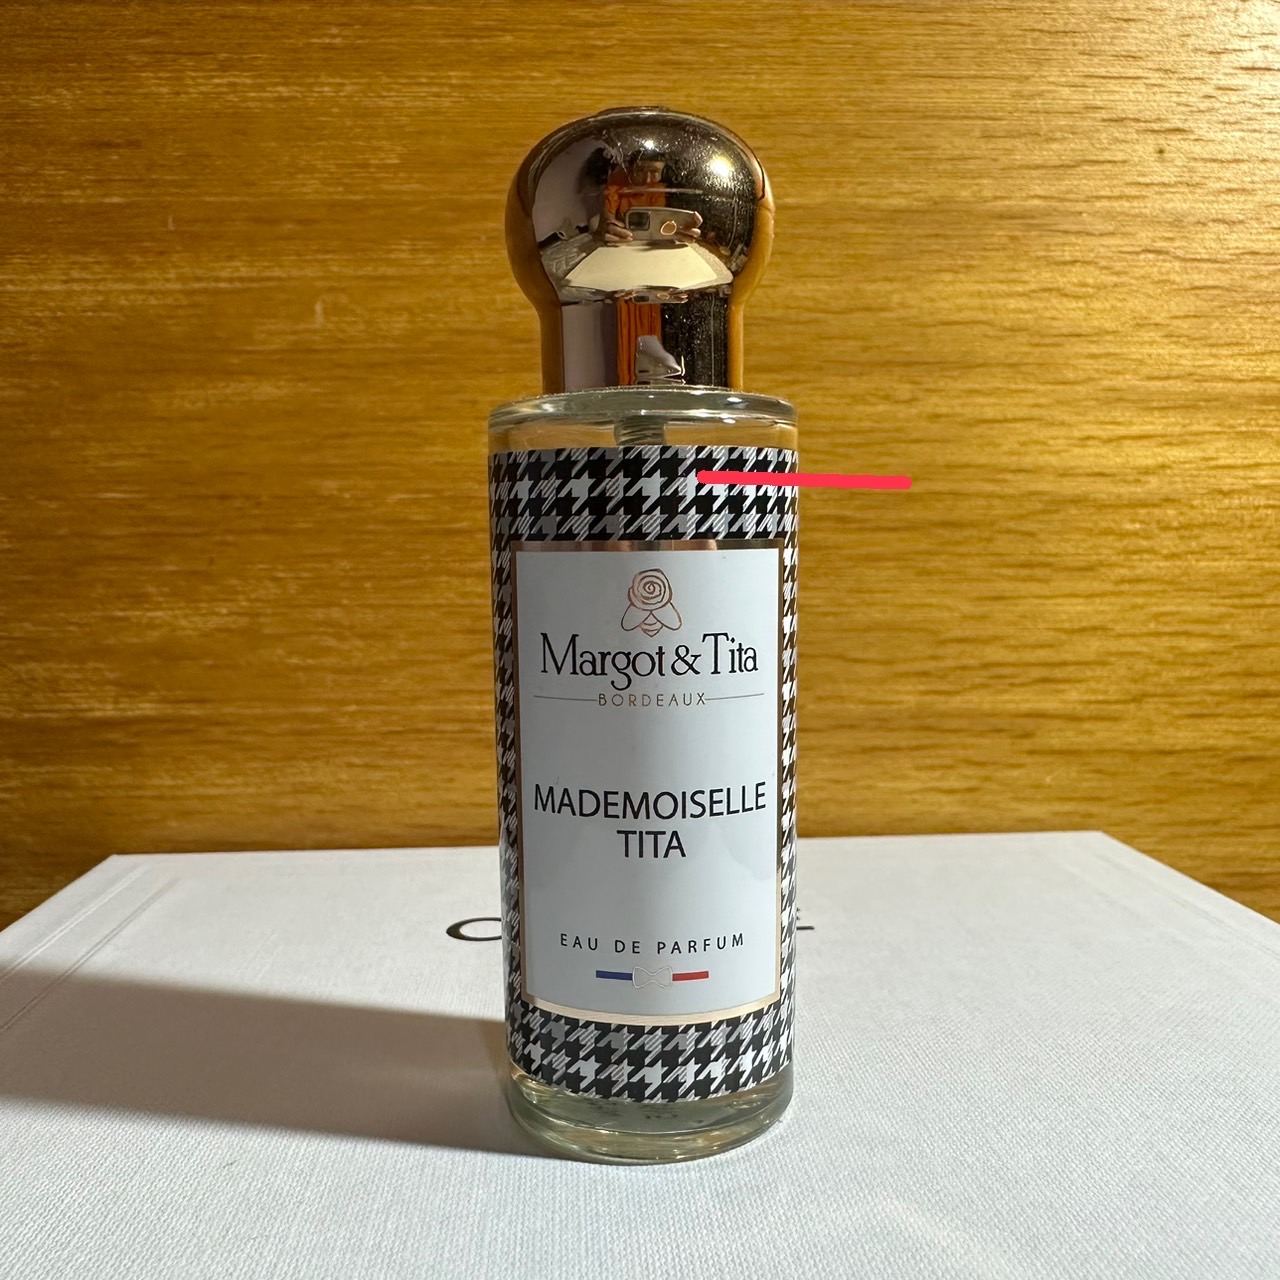 Margot & Tita
BORDEAUX
MADEMOISELLE
TITA
EAU DE PARFUM